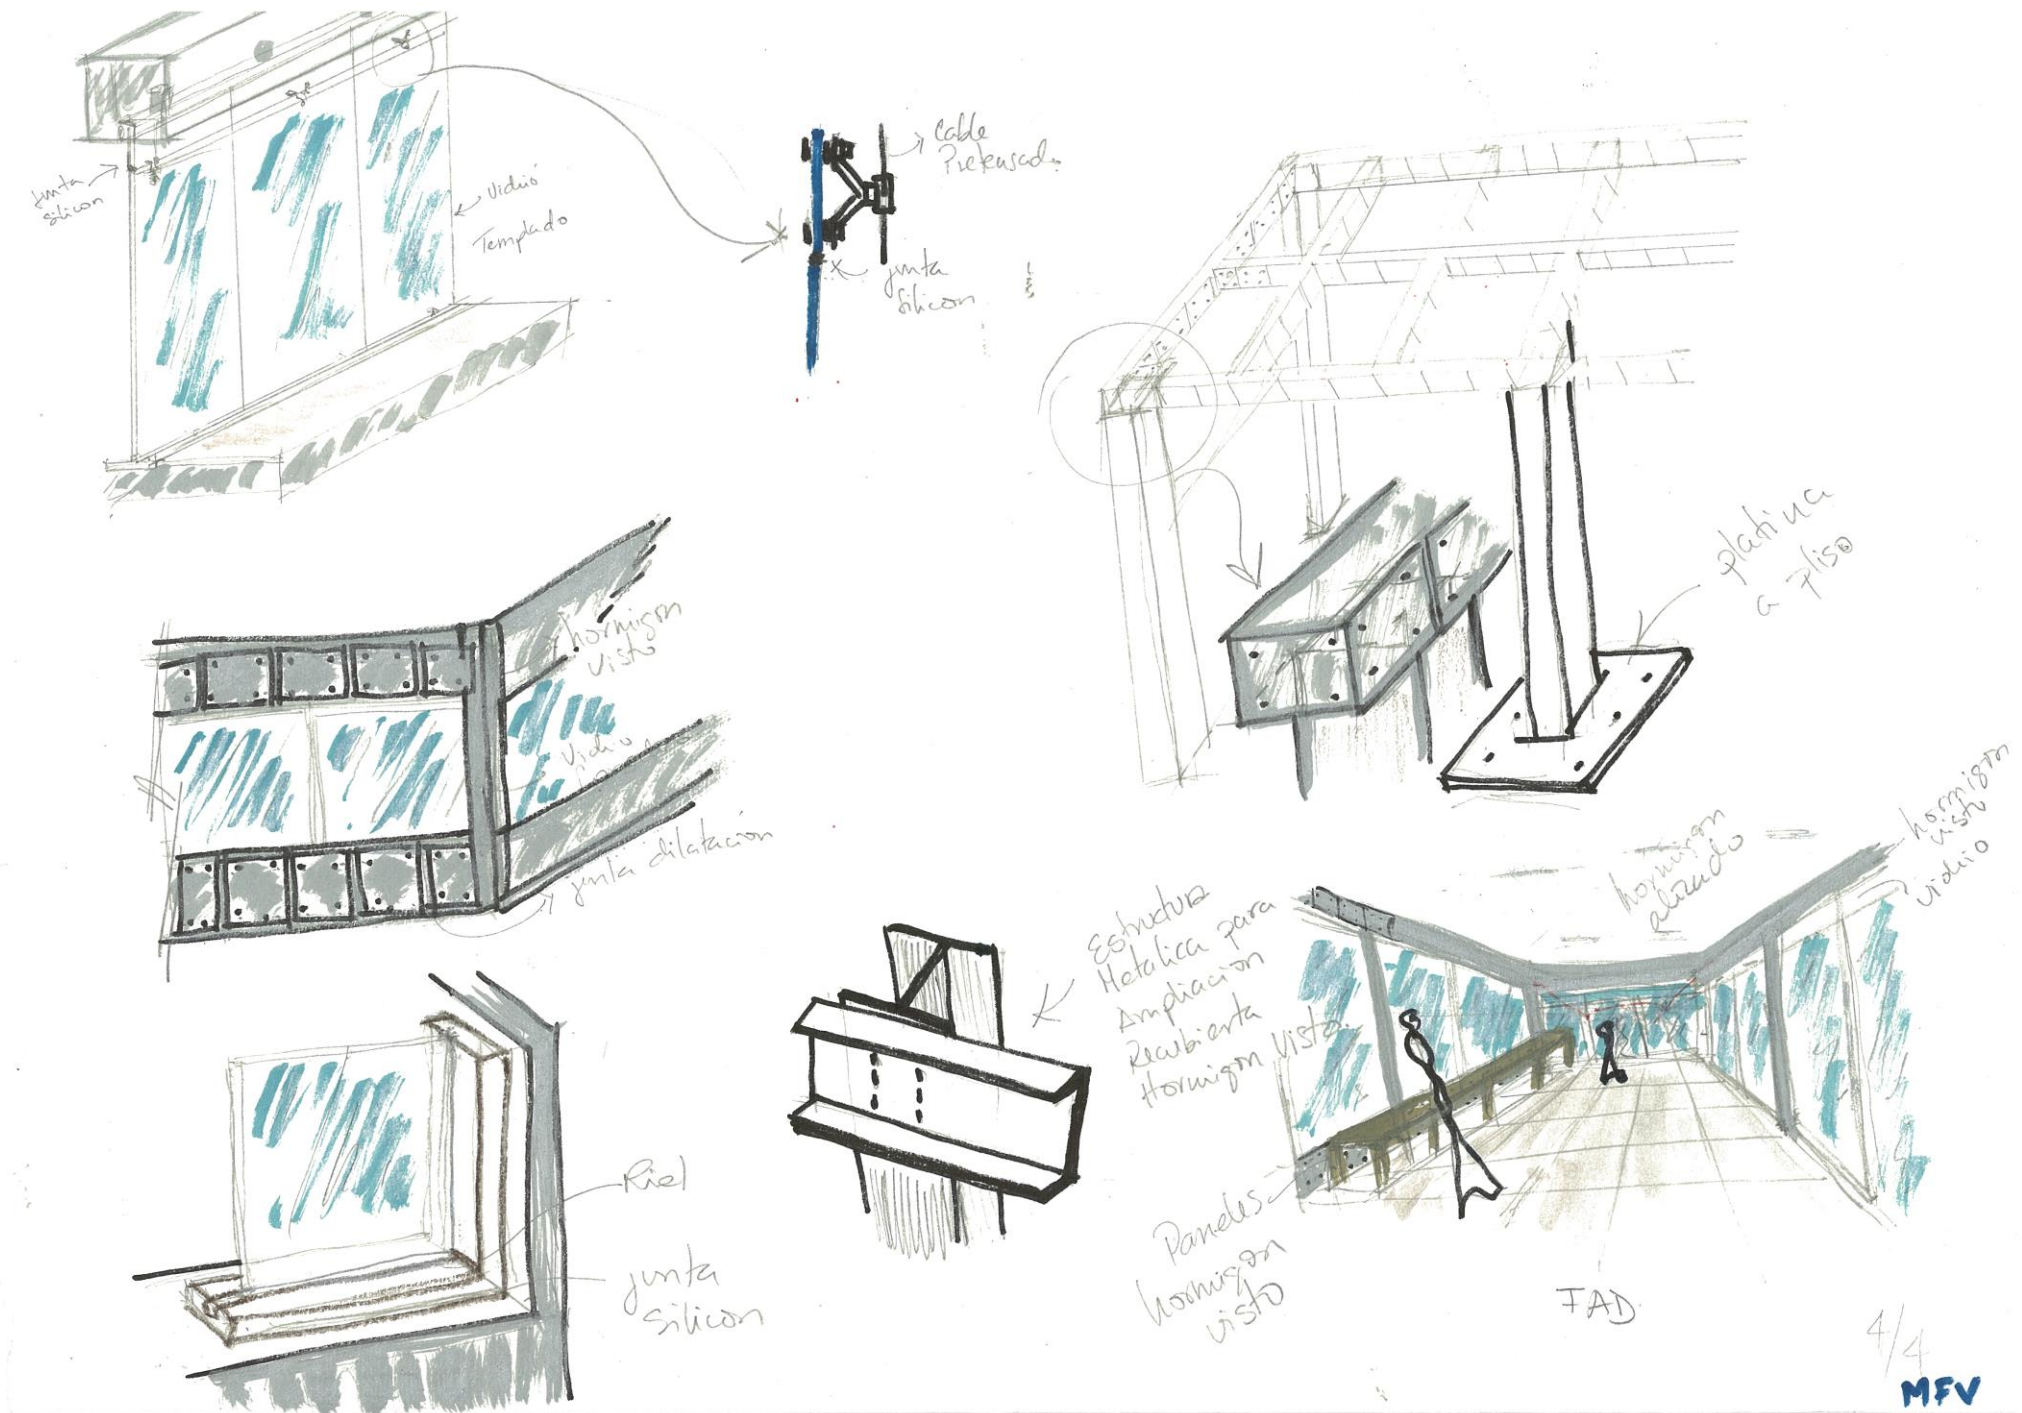 junta
silicon
Vidrio
Templado
Cable
Pretensado
junta
silicon
platina
a piso
hormigon
visto
Vidrio
junta dilatación
Estructura
Metalica para
Ampliacion
Recubierta
Hormigon Visto
hormigon
alizado
hormigon
visto
vidrio
Riel
junta
silicon
Paneles
hormigon
visto
FAD
4/4
MFV